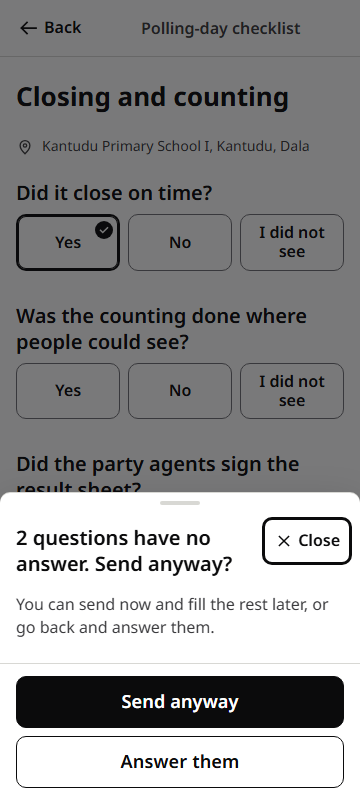 Back
Polling-day checklist
Closing and counting
Kantudu Primary School I, Kantudu, Dala
Did it close on time?
Yes
No
I did not
see
Was the counting done where
people could see?
Yes
No
I did not
see
Did the party agents sign the
result sheet?
2 questions have no
answer. Send anyway?
Close
You can send now and fill the rest later, or
go back and answer them.
Send anyway
Answer them